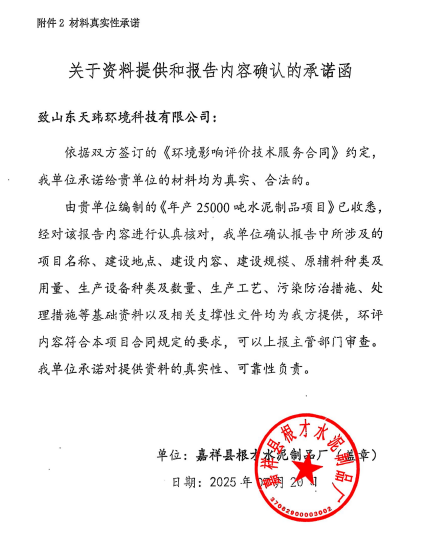 附件 2 材料真实性承诺
关于资料提供和报告内容确认的承诺函
致山东天玮环境科技有限公司：
依据双方签订的《环境影响评价技术服务合同》约定，
我单位承诺给贵单位的材料均为真实、合法的。
由贵单位编制的《年产 25000 吨水泥制品项目》已收悉，
经对该报告内容进行认真核对，我单位确认报告中所涉及的
项目名称、建设地点、建设内容、建设规模、原辅料种类及
用量、生产设备种类及数量、生产工艺、污染防治措施、处
理措施等基础资料以及相关支撑性文件均为我方提供，环评
内容符合本项目合同规定的要求，可以上报主管部门审查。
我单位承诺对提供资料的真实性、可靠性负责。
单位：嘉祥县根才水泥制品厂（盖章）
日期：2025 年 月 20 日
嘉祥县根才水泥制品厂